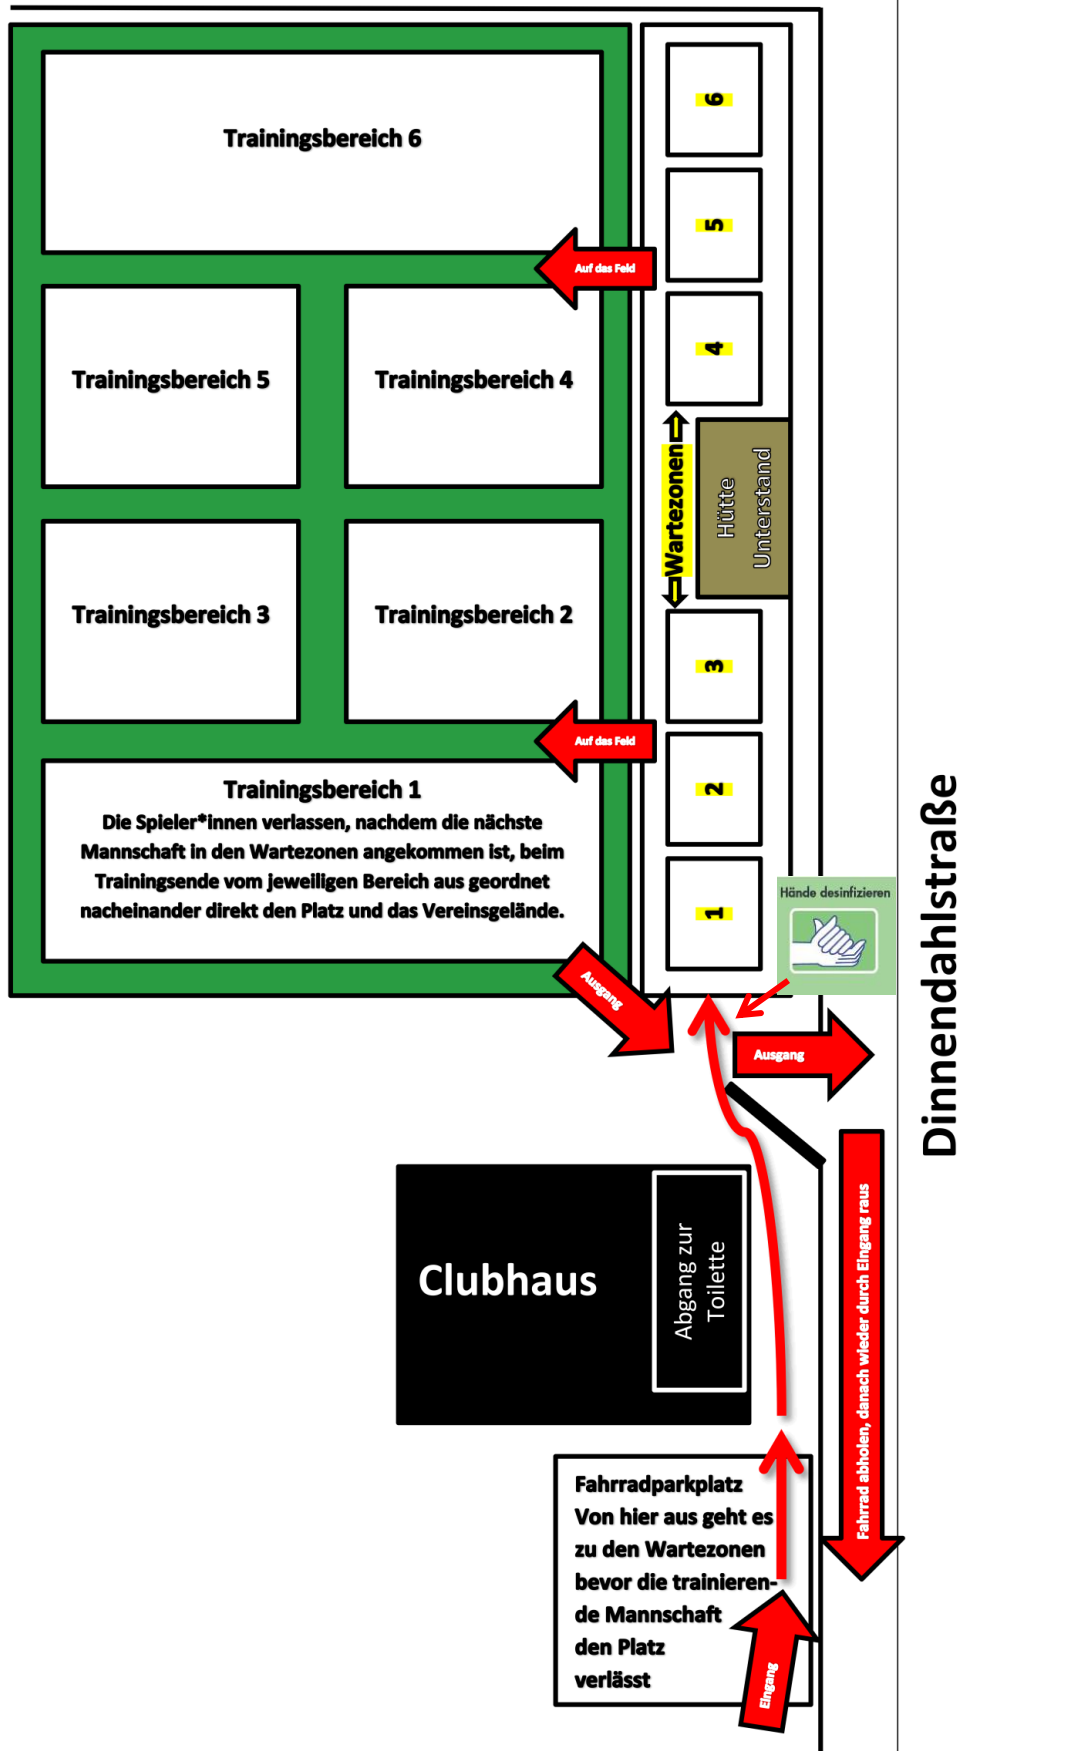 Trainingsbereich 6
6
5
Auf das Feld
4
Trainingsbereich 5
Trainingsbereich 4
Wartezonen
Hütte
Unterstand
Trainingsbereich 3
Trainingsbereich 2
3
Auf das Feld
2
Trainingsbereich 1
Die Spieler*innen verlassen, nachdem die nächste
Mannschaft in den Wartezonen angekommen ist, beim
Trainingsende vom jeweiligen Bereich aus geordnet
nacheinander direkt den Platz und das Vereinsgelände.
1
Hände desinfizieren
Dinnendahlstraße
Ausgang
Ausgang
Clubhaus
Abgang zur
Toilette
Fahrrad abholen, danach wieder durch Eingang raus
Fahrradparkplatz
Von hier aus geht es
zu den Wartezonen
bevor die trainieren-
de Mannschaft
den Platz
verlässt
Eingang